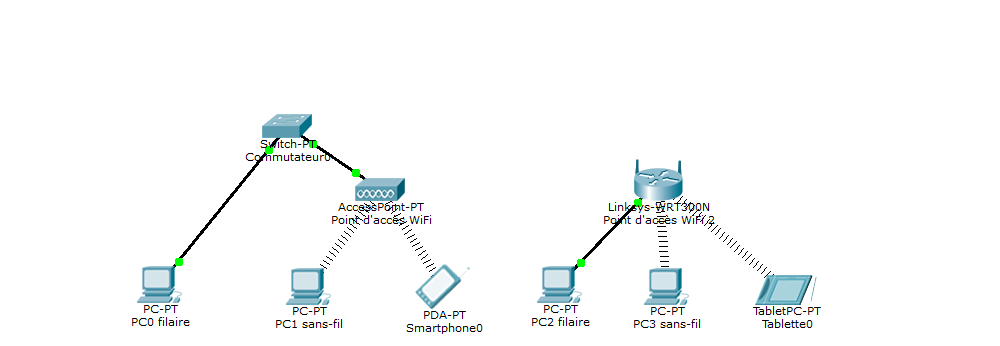 Switch-PT
Commutateur0
AccessPoint-PT
Point d'accès WiFi
Linksys-WRT300N
Point d'accès WiFi 2
PC-PT
PC0 filaire
PC-PT
PC1 sans-fil
PDA-PT
Smartphone0
PC-PT
PC2 filaire
PC-PT
PC3 sans-fil
TabletPC-PT
Tablette0